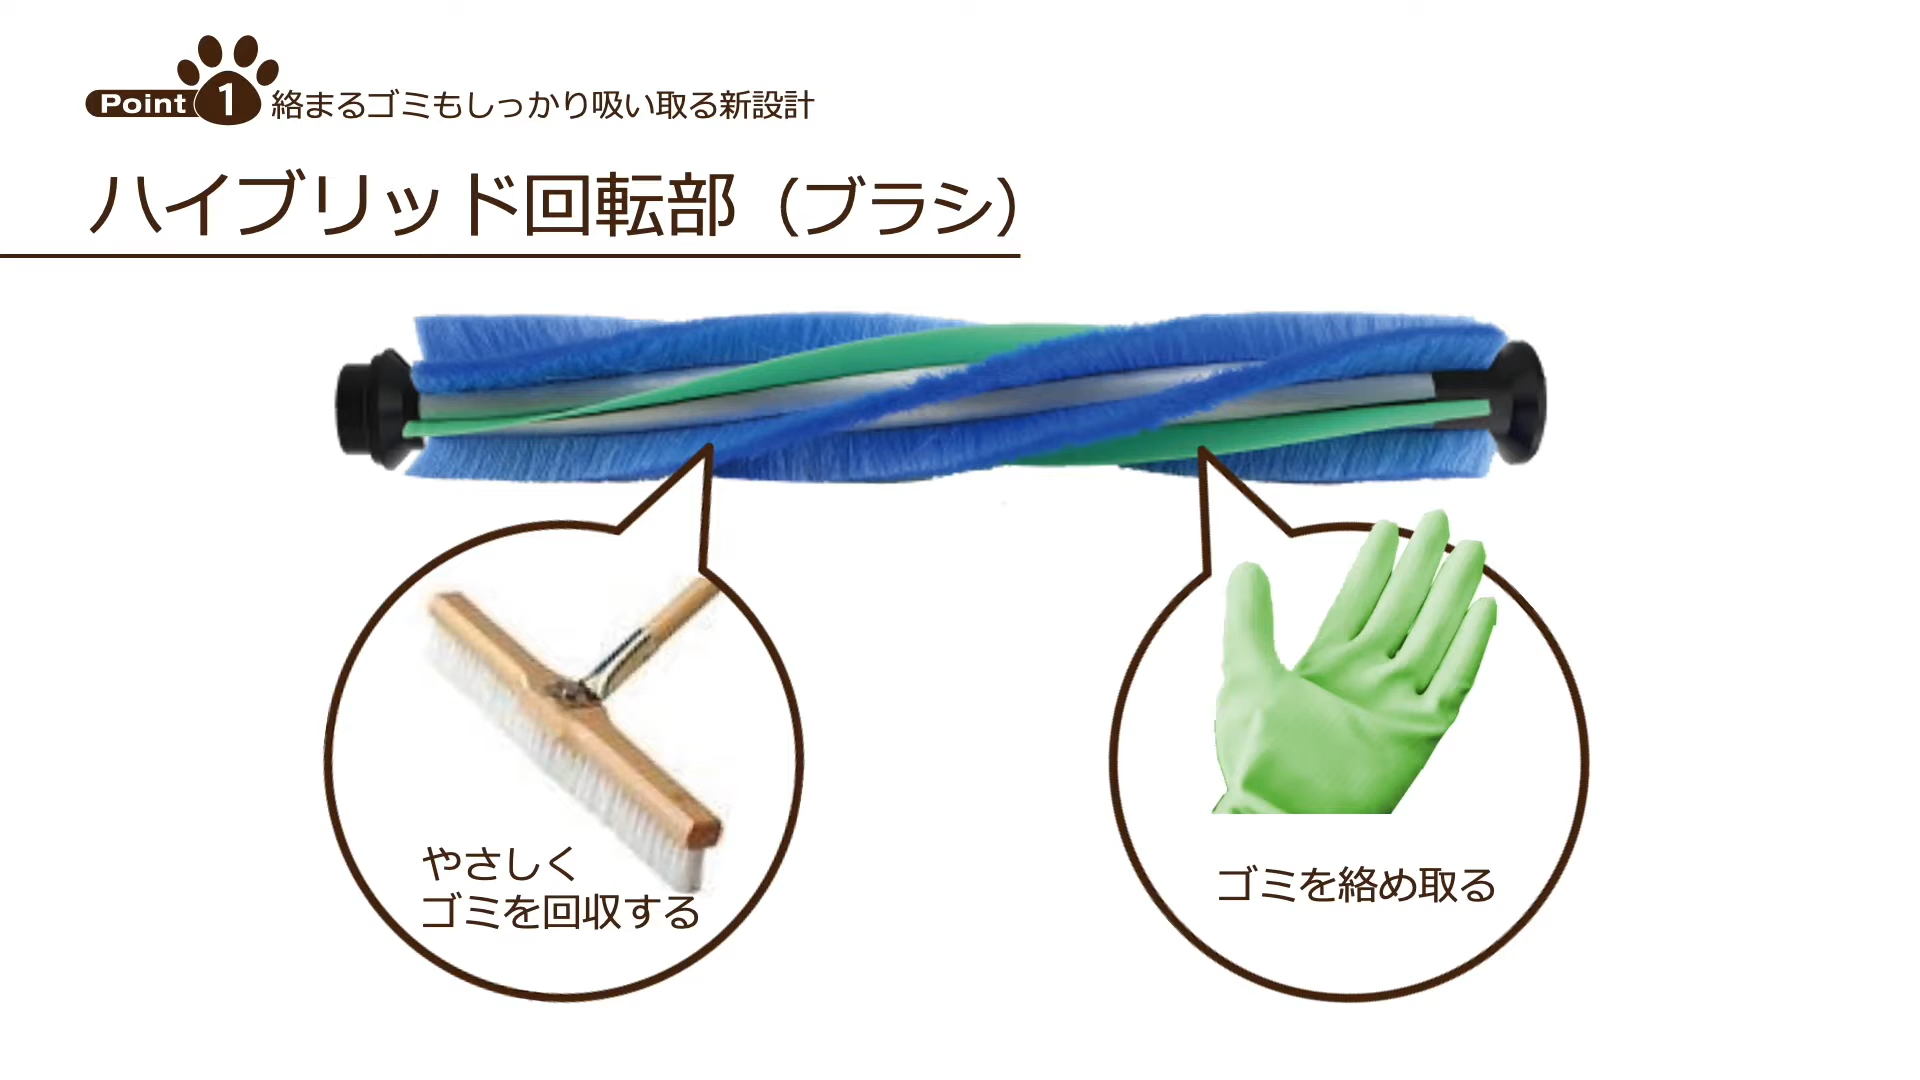 Point 1 絡まるゴミもしっかり吸い取る新設計
ハイブリッド回転部（ブラシ）
やさしく
ゴミを回収する
ゴミを絡め取る